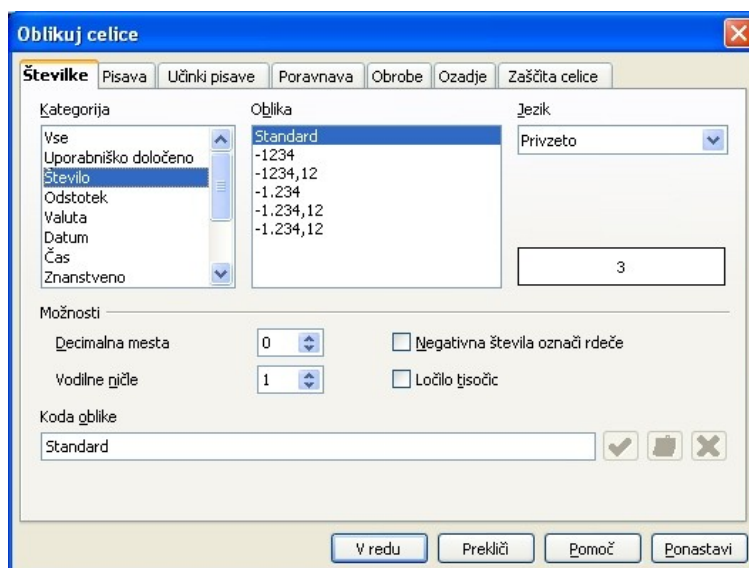 Oblikuj celice
Številke Pisava Učinki pisave Poravnava Obrobe Ozadje Zaščita celice
Kategorija
Vse
Uporabniško določeno
Število
Odstotek
Valuta
Datum
Čas
Znanstveno
Oblika
Standard
-1234
-1234,12
-1.234
-1.234,12
-1.234,12
Jezik
Privzeto
3
Možnosti
Decimalna mesta 0
Vodilne ničle 1
Negativna števila označi rdeče
Ločilo tisočic
Koda oblike
Standard
V redu Prekliči Pomoč Ponastavi